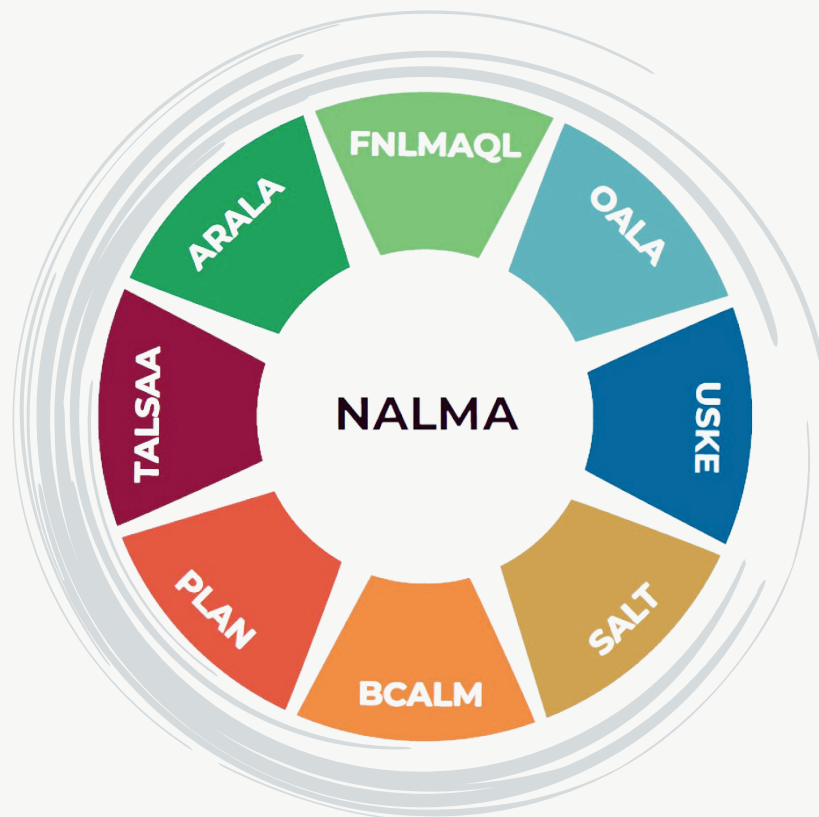 FNLMAQL
OALA
USKE
SALT
BCALM
PLAN
TALSAA
ARALA
NALMA